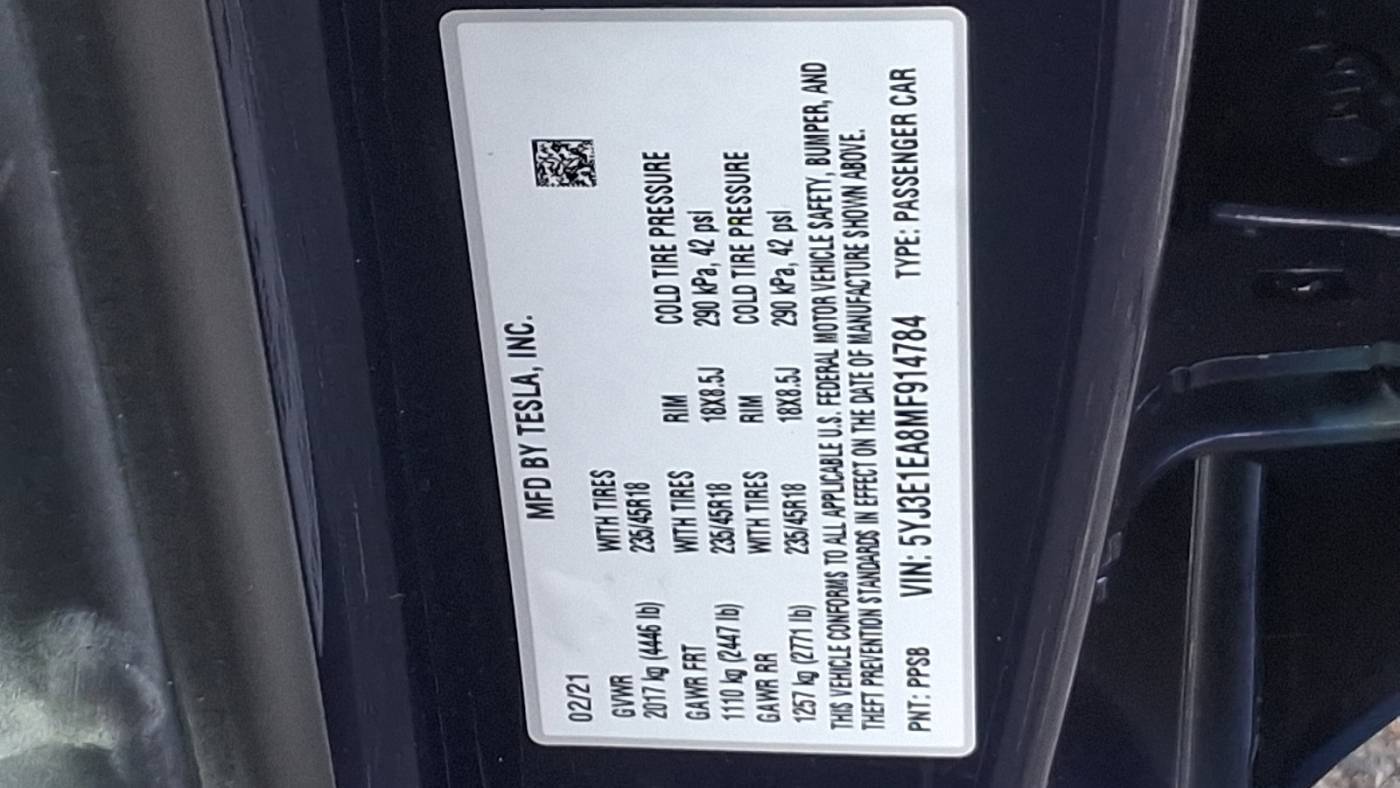 MFD BY TESLA, INC.
02/21
GVWR WITH TIRES
2017 kg (4446 lb) 235/45R18
GAWR FRT WITH TIRES RIM COLD TIRE PRESSURE
1110 kg (2447 lb) 235/45R18 18X8.5J 290 kPa, 42 psi
GAWR RR WITH TIRES RIM COLD TIRE PRESSURE
1257 kg (2771 lb) 235/45R18 18X8.5J 290 kPa, 42 psi
THIS VEHICLE CONFORMS TO ALL APPLICABLE U.S. FEDERAL MOTOR VEHICLE SAFETY, BUMPER, AND
THEFT PREVENTION STANDARDS IN EFFECT ON THE DATE OF MANUFACTURE SHOWN ABOVE.
PNT: PPSB VIN: 5YJ3E1EA8MF914784 TYPE: PASSENGER CAR